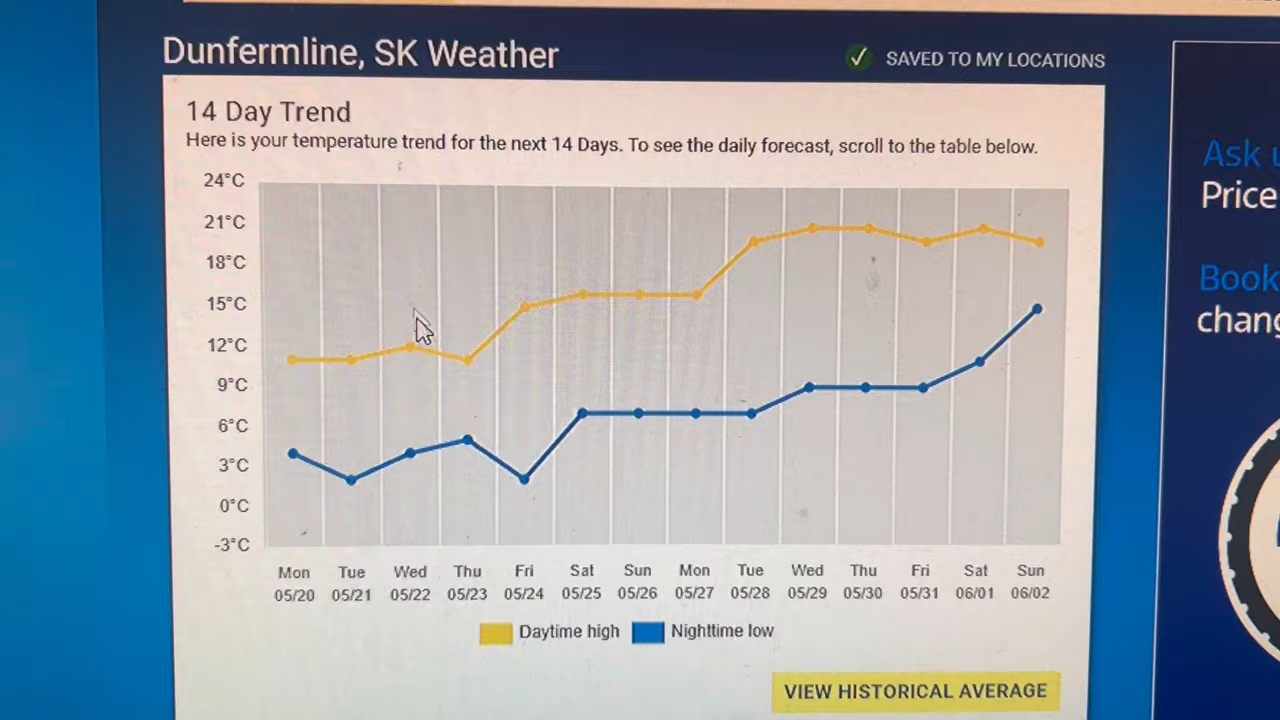 Dunfermline, SK Weather
SAVED TO MY LOCATIONS
14 Day Trend
Here is your temperature trend for the next 14 Days. To see the daily forecast, scroll to the table below.
24°C
21°C
18°C
15°C
12°C
9°C
6°C
3°C
0°C
-3°C
Mon Tue Wed Thu Fri Sat Sun Mon Tue Wed Thu Fri Sat Sun
05/20 05/21 05/22 05/23 05/24 05/25 05/26 05/27 05/28 05/29 05/30 05/31 06/01 06/02
Daytime high Nighttime low
VIEW HISTORICAL AVERAGE
Ask
Price
Book